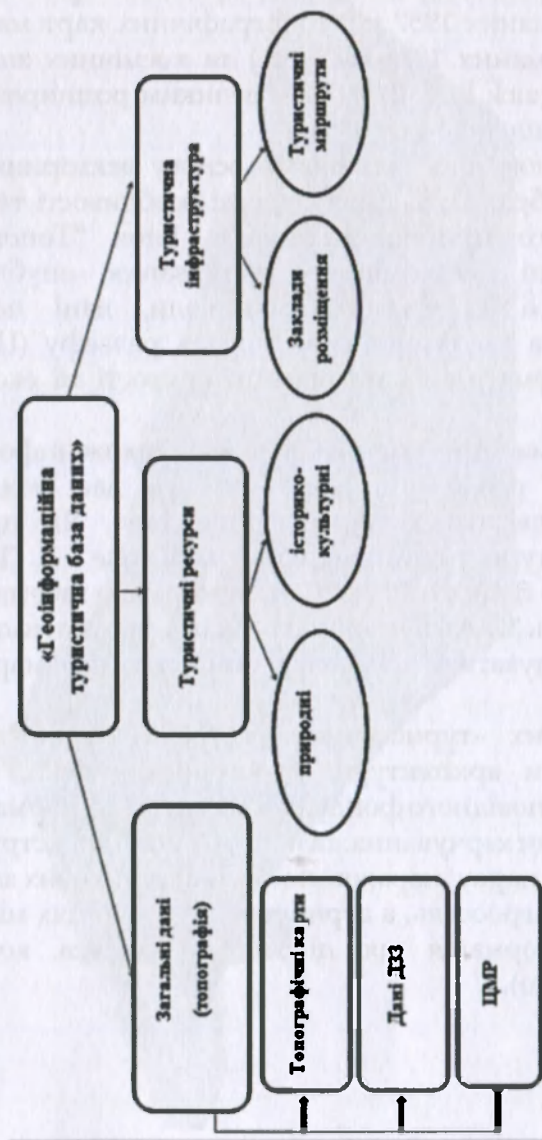 «Геоінформаційна
туристична база даних»
Загальні дані
(топографія)
Туристичні ресурси
Туристична
інфраструктура
Топографічні карти
Дані ДЗЗ
ЦМР
природні
історико-
культурні
Заклади
розміщення
Туристичні
маршрути